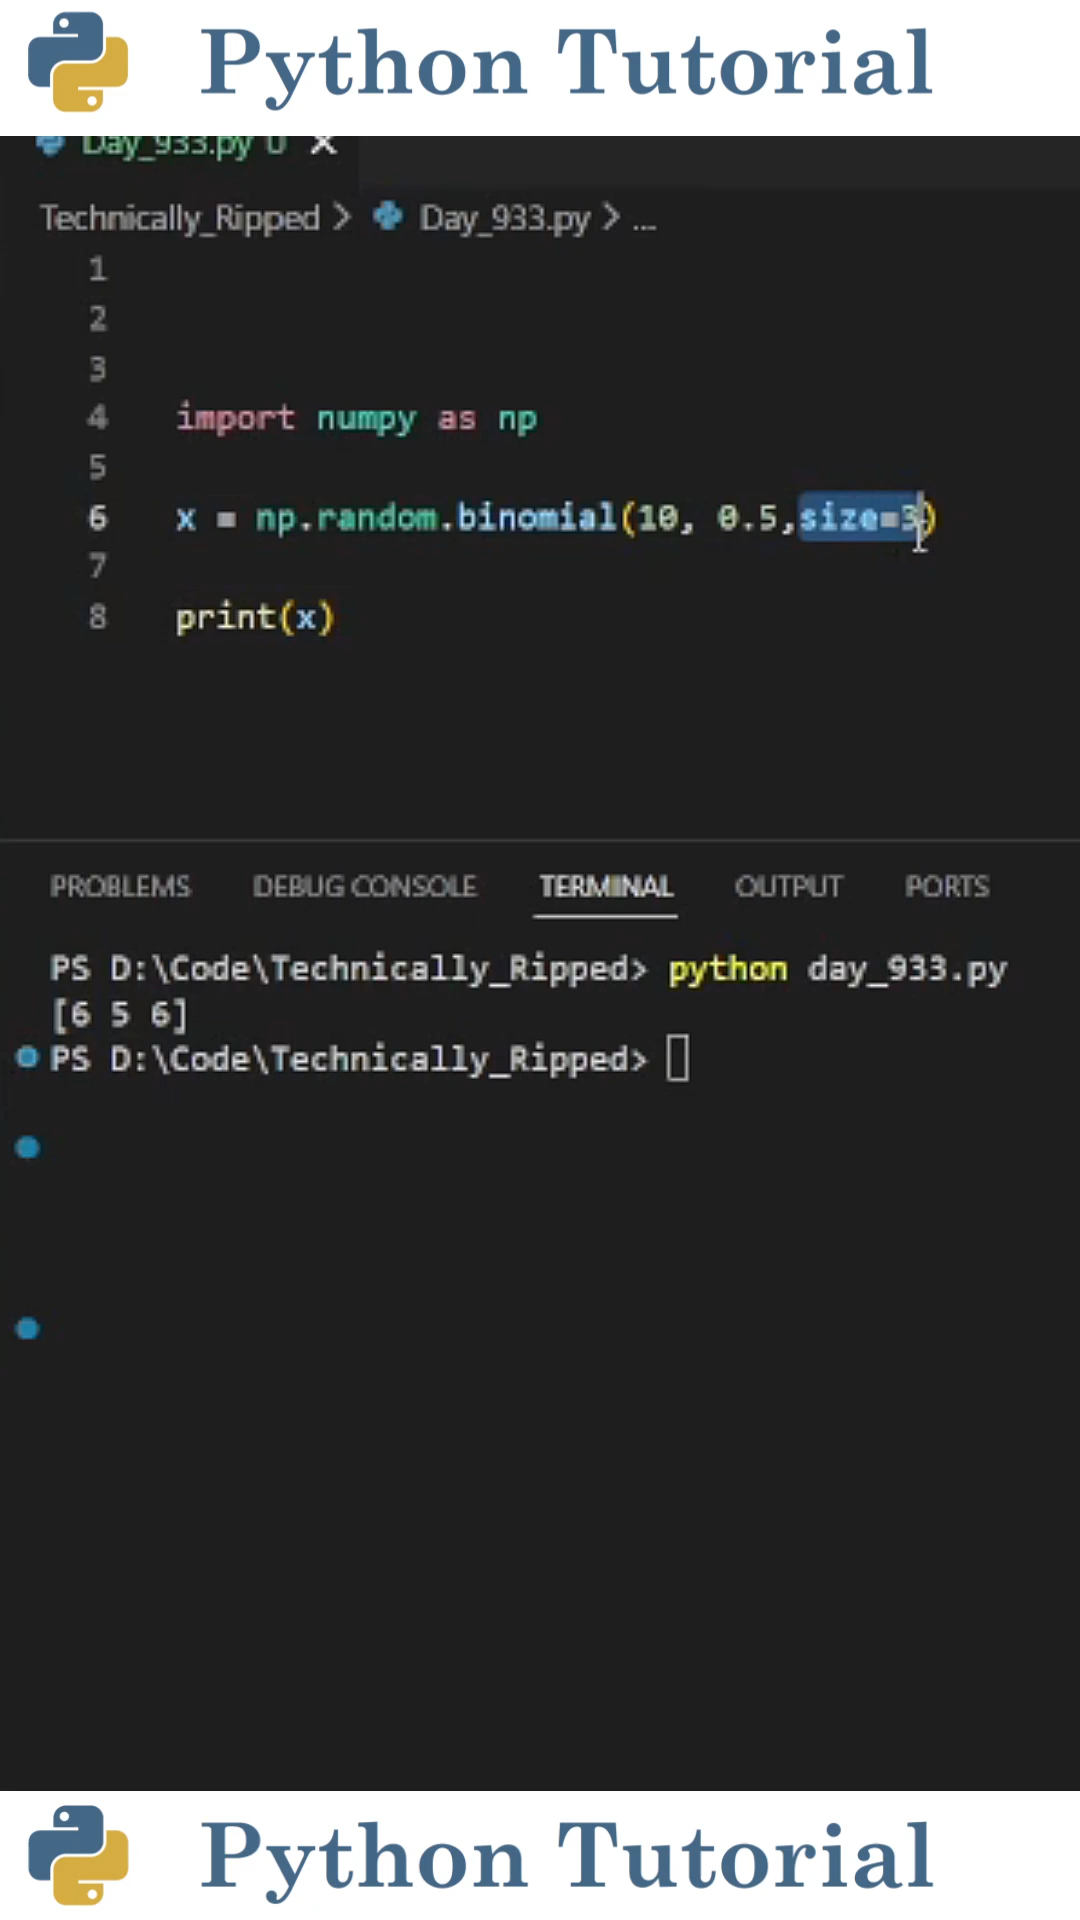 Python Tutorial
Day_933.py U X
Technically_Ripped > Day_933.py > ...
1
2
3
4 import numpy as np
5
6 x = np.random.binomial(10, 0.5,size=3)
7
8 print(x)
PROBLEMS DEBUG CONSOLE TERMINAL OUTPUT PORTS
PS D:\Code\Technically_Ripped> python day_933.py
[6 5 6]
PS D:\Code\Technically_Ripped>
Python Tutorial